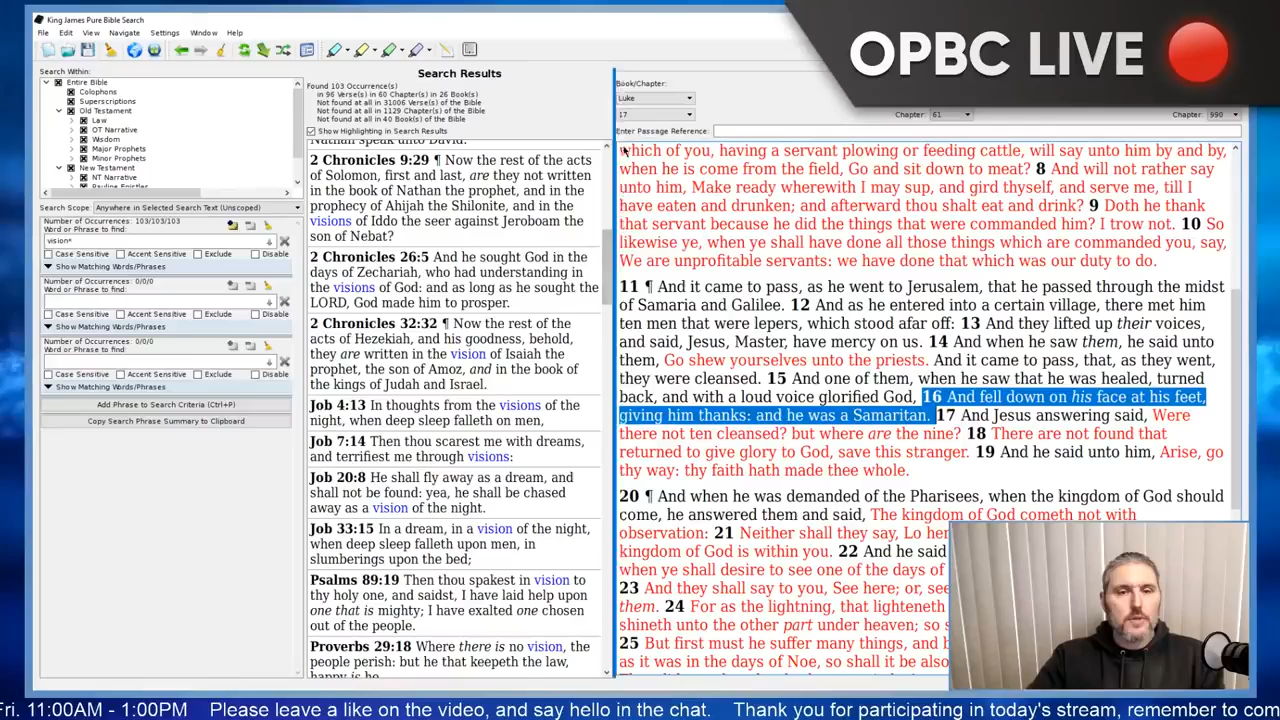 King James Pure Bible Search
File Edit View Navigate Settings Window Help
OPBC LIVE
Search Within:
Entire Bible
Colophons
Superscriptions
Old Testament
Law
OT Narrative
Wisdom
Major Prophets
Minor Prophets
New Testament
NT Narrative
Pauline Epistles
Search Scope: Anywhere in Selected Search Text (Unscoped)
Number of Occurrences: 103/103/103
Word or Phrase to find:
vision*
Case Sensitive Accent Sensitive Exclude Disable
Show Matching Words/Phrases
Number of Occurrences: 0/0/0
Word or Phrase to find:
Case Sensitive Accent Sensitive Exclude Disable
Show Matching Words/Phrases
Number of Occurrences: 0/0/0
Word or Phrase to find:
Case Sensitive Accent Sensitive Exclude Disable
Show Matching Words/Phrases
Add Phrase to Search Criteria (Ctrl+P)
Copy Search Phrase Summary to Clipboard
Search Results
Found 103 Occurrence(s)
in 96 Verse(s) in 60 Chapter(s) in 26 Book(s)
Not found at all in 31006 Verse(s) of the Bible
Not found at all in 1129 Chapter(s) of the Bible
Not found at all in 40 Book(s) of the Bible
Show Highlighting in Search Results
Nathan speak unto David.
2 Chronicles 9:29 ¶ Now the rest of the acts
of Solomon, first and last, are they not written
in the book of Nathan the prophet, and in the
prophecy of Ahijah the Shilonite, and in the
visions of Iddo the seer against Jeroboam the
son of Nebat?
2 Chronicles 26:5 And he sought God in the
days of Zechariah, who had understanding in
the visions of God: and as long as he sought the
LORD, God made him to prosper.
2 Chronicles 32:32 ¶ Now the rest of the
acts of Hezekiah, and his goodness, behold,
they are written in the vision of Isaiah the
prophet, the son of Amoz, and in the book of
the kings of Judah and Israel.
Job 4:13 In thoughts from the visions of the
night, when deep sleep falleth on men,
Job 7:14 Then thou scarest me with dreams,
and terrifiest me through visions:
Job 20:8 He shall fly away as a dream, and
shall not be found: yea, he shall be chased
away as a vision of the night.
Job 33:15 In a dream, in a vision of the night,
when deep sleep falleth upon men, in
slumberings upon the bed;
Psalms 89:19 Then thou spakest in vision to
thy holy one, and saidst, I have laid help upon
one that is mighty; I have exalted one chosen
out of the people.
Proverbs 29:18 Where there is no vision, the
people perish: but he that keepeth the law,
happy is he.
Book/Chapter:
Luke
17 Chapter: 61 Chapter: 990
Enter Passage Reference:
which of you, having a servant plowing or feeding cattle, will say unto him by and by,
when he is come from the field, Go and sit down to meat? 8 And will not rather say
unto him, Make ready wherewith I may sup, and gird thyself, and serve me, till I
have eaten and drunken; and afterward thou shalt eat and drink? 9 Doth he thank
that servant because he did the things that were commanded him? I trow not. 10 So
likewise ye, when ye shall have done all those things which are commanded you, say,
We are unprofitable servants: we have done that which was our duty to do.
11 ¶ And it came to pass, as he went to Jerusalem, that he passed through the midst
of Samaria and Galilee. 12 And as he entered into a certain village, there met him
ten men that were lepers, which stood afar off: 13 And they lifted up their voices,
and said, Jesus, Master, have mercy on us. 14 And when he saw them, he said unto
them, Go shew yourselves unto the priests. And it came to pass, that, as they went,
they were cleansed. 15 And one of them, when he saw that he was healed, turned
back, and with a loud voice glorified God, 16 And fell down on his face at his feet,
giving him thanks: and he was a Samaritan. 17 And Jesus answering said, Were
there not ten cleansed? but where are the nine? 18 There are not found that
returned to give glory to God, save this stranger. 19 And he said unto him, Arise, go
thy way: thy faith hath made thee whole.
20 ¶ And when he was demanded of the Pharisees, when the kingdom of God should
come, he answered them and said, The kingdom of God cometh not with
observation: 21 Neither shall they say, Lo her
kingdom of God is within you. 22 And he said
when ye shall desire to see one of the days of
23 And they shall say to you, See here; or, see
them. 24 For as the lightning, that lighteneth
shineth unto the other part under heaven; so s
25 But first must he suffer many things, and b
as it was in the days of Noe, so shall it be also
Fri. 11:00AM - 1:00PM Please leave a like on the video, and say hello in the chat. Thank you for participating in today's stream, remember to com